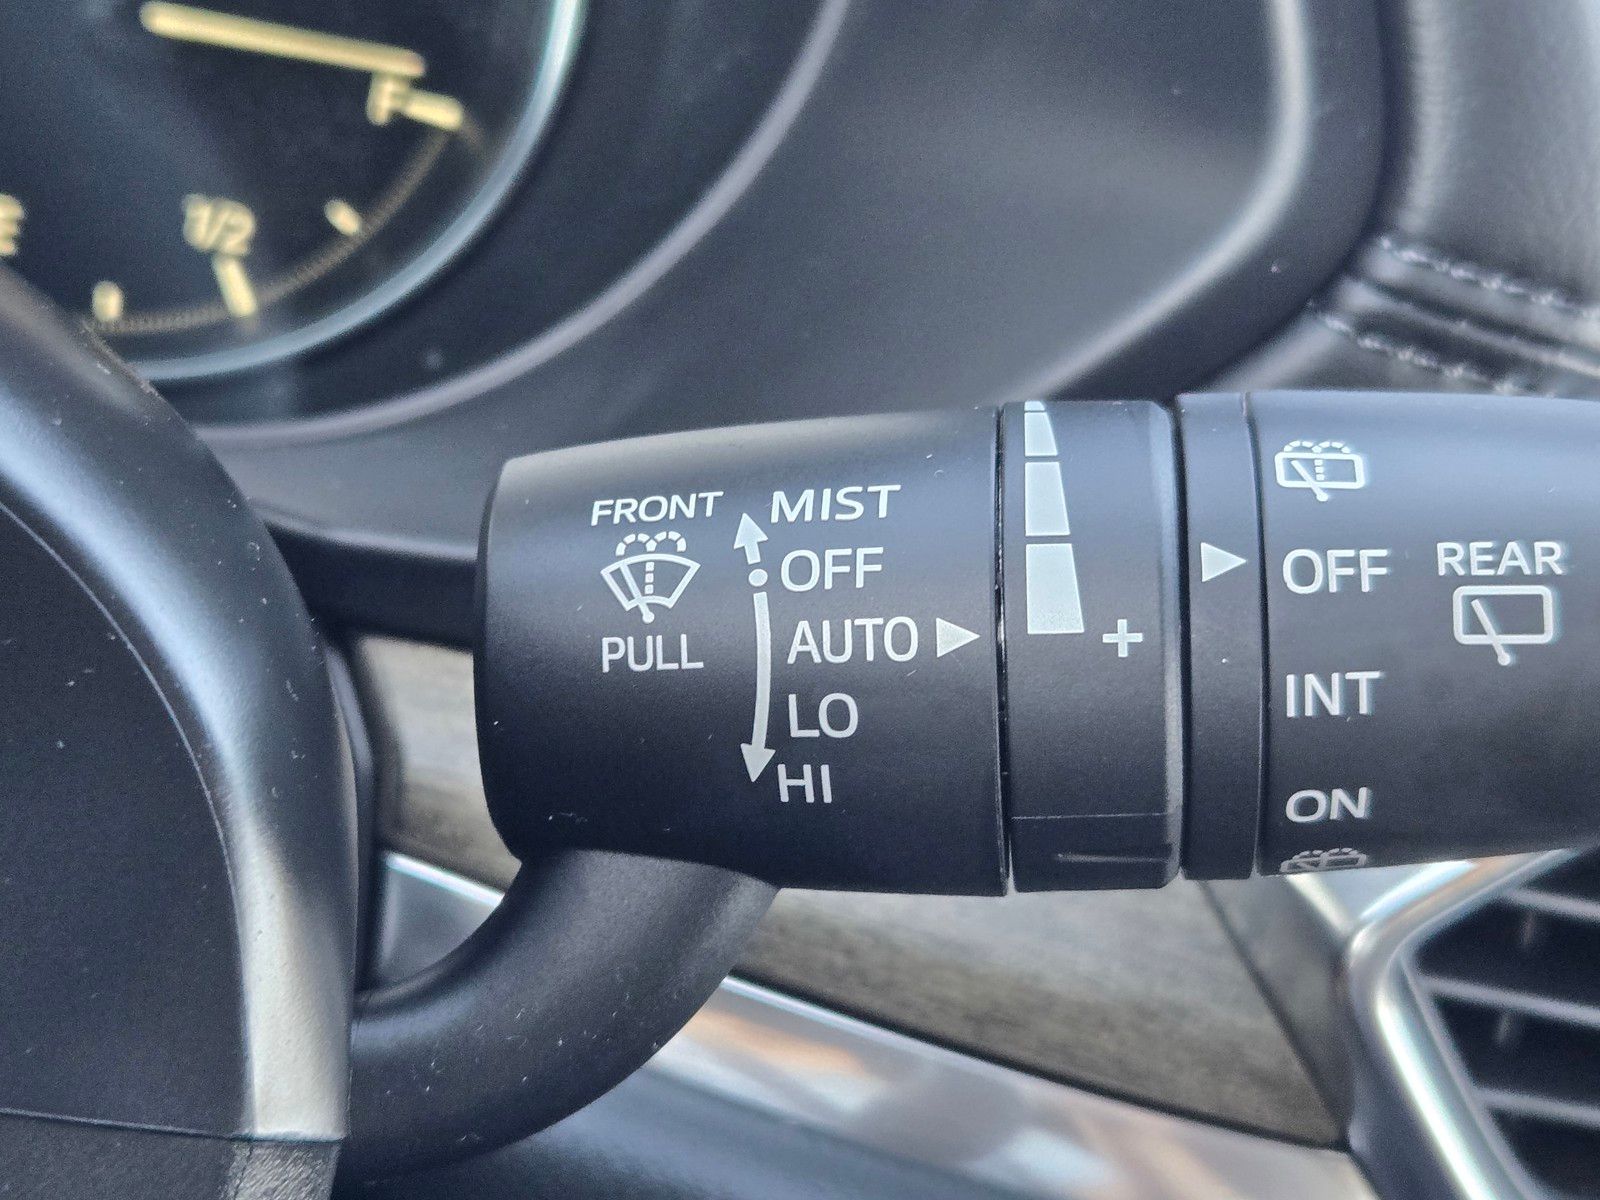 F
1/2
E
FRONT
PULL
MIST
OFF
AUTO
LO
HI
+
OFF
INT
ON
REAR